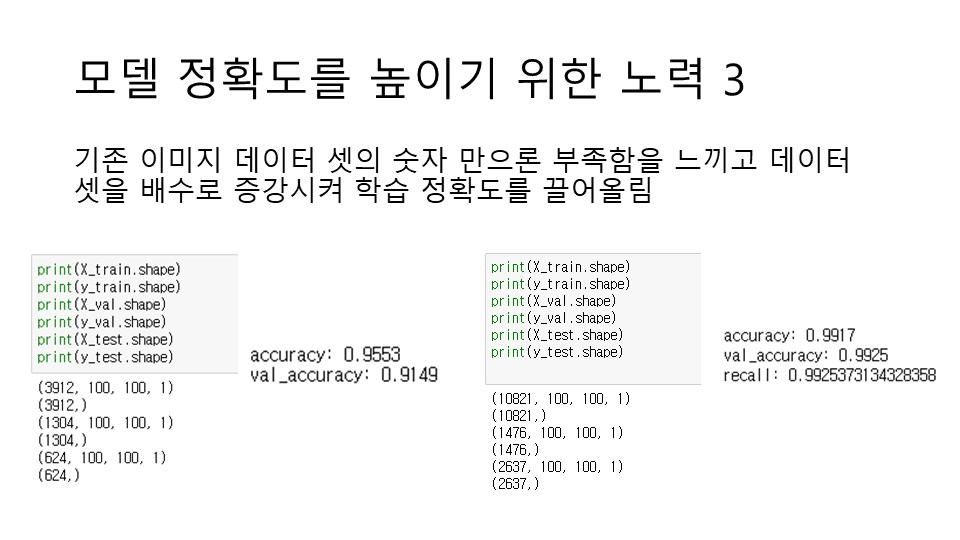 모델 정확도를 높이기 위한 노력 3
기존 이미지 데이터 셋의 숫자 만으론 부족함을 느끼고 데이터
셋을 배수로 증강시켜 학습 정확도를 끌어올림
print(X_train.shape)
print(y_train.shape)
print(X_val.shape)
print(y_val.shape)
print(X_test.shape)
print(y_test.shape)
(3912, 100, 100, 1)
(3912,)
(1304, 100, 100, 1)
(1304,)
(624, 100, 100, 1)
(624,)
accuracy: 0.9553
val_accuracy: 0.9149
print(X_train.shape)
print(y_train.shape)
print(X_val.shape)
print(y_val.shape)
print(X_test.shape)
print(y_test.shape)
(10821, 100, 100, 1)
(10821,)
(1476, 100, 100, 1)
(1476,)
(2637, 100, 100, 1)
(2637,)
accuracy: 0.9917
val_accuracy: 0.9925
recall: 0.9925373134328358